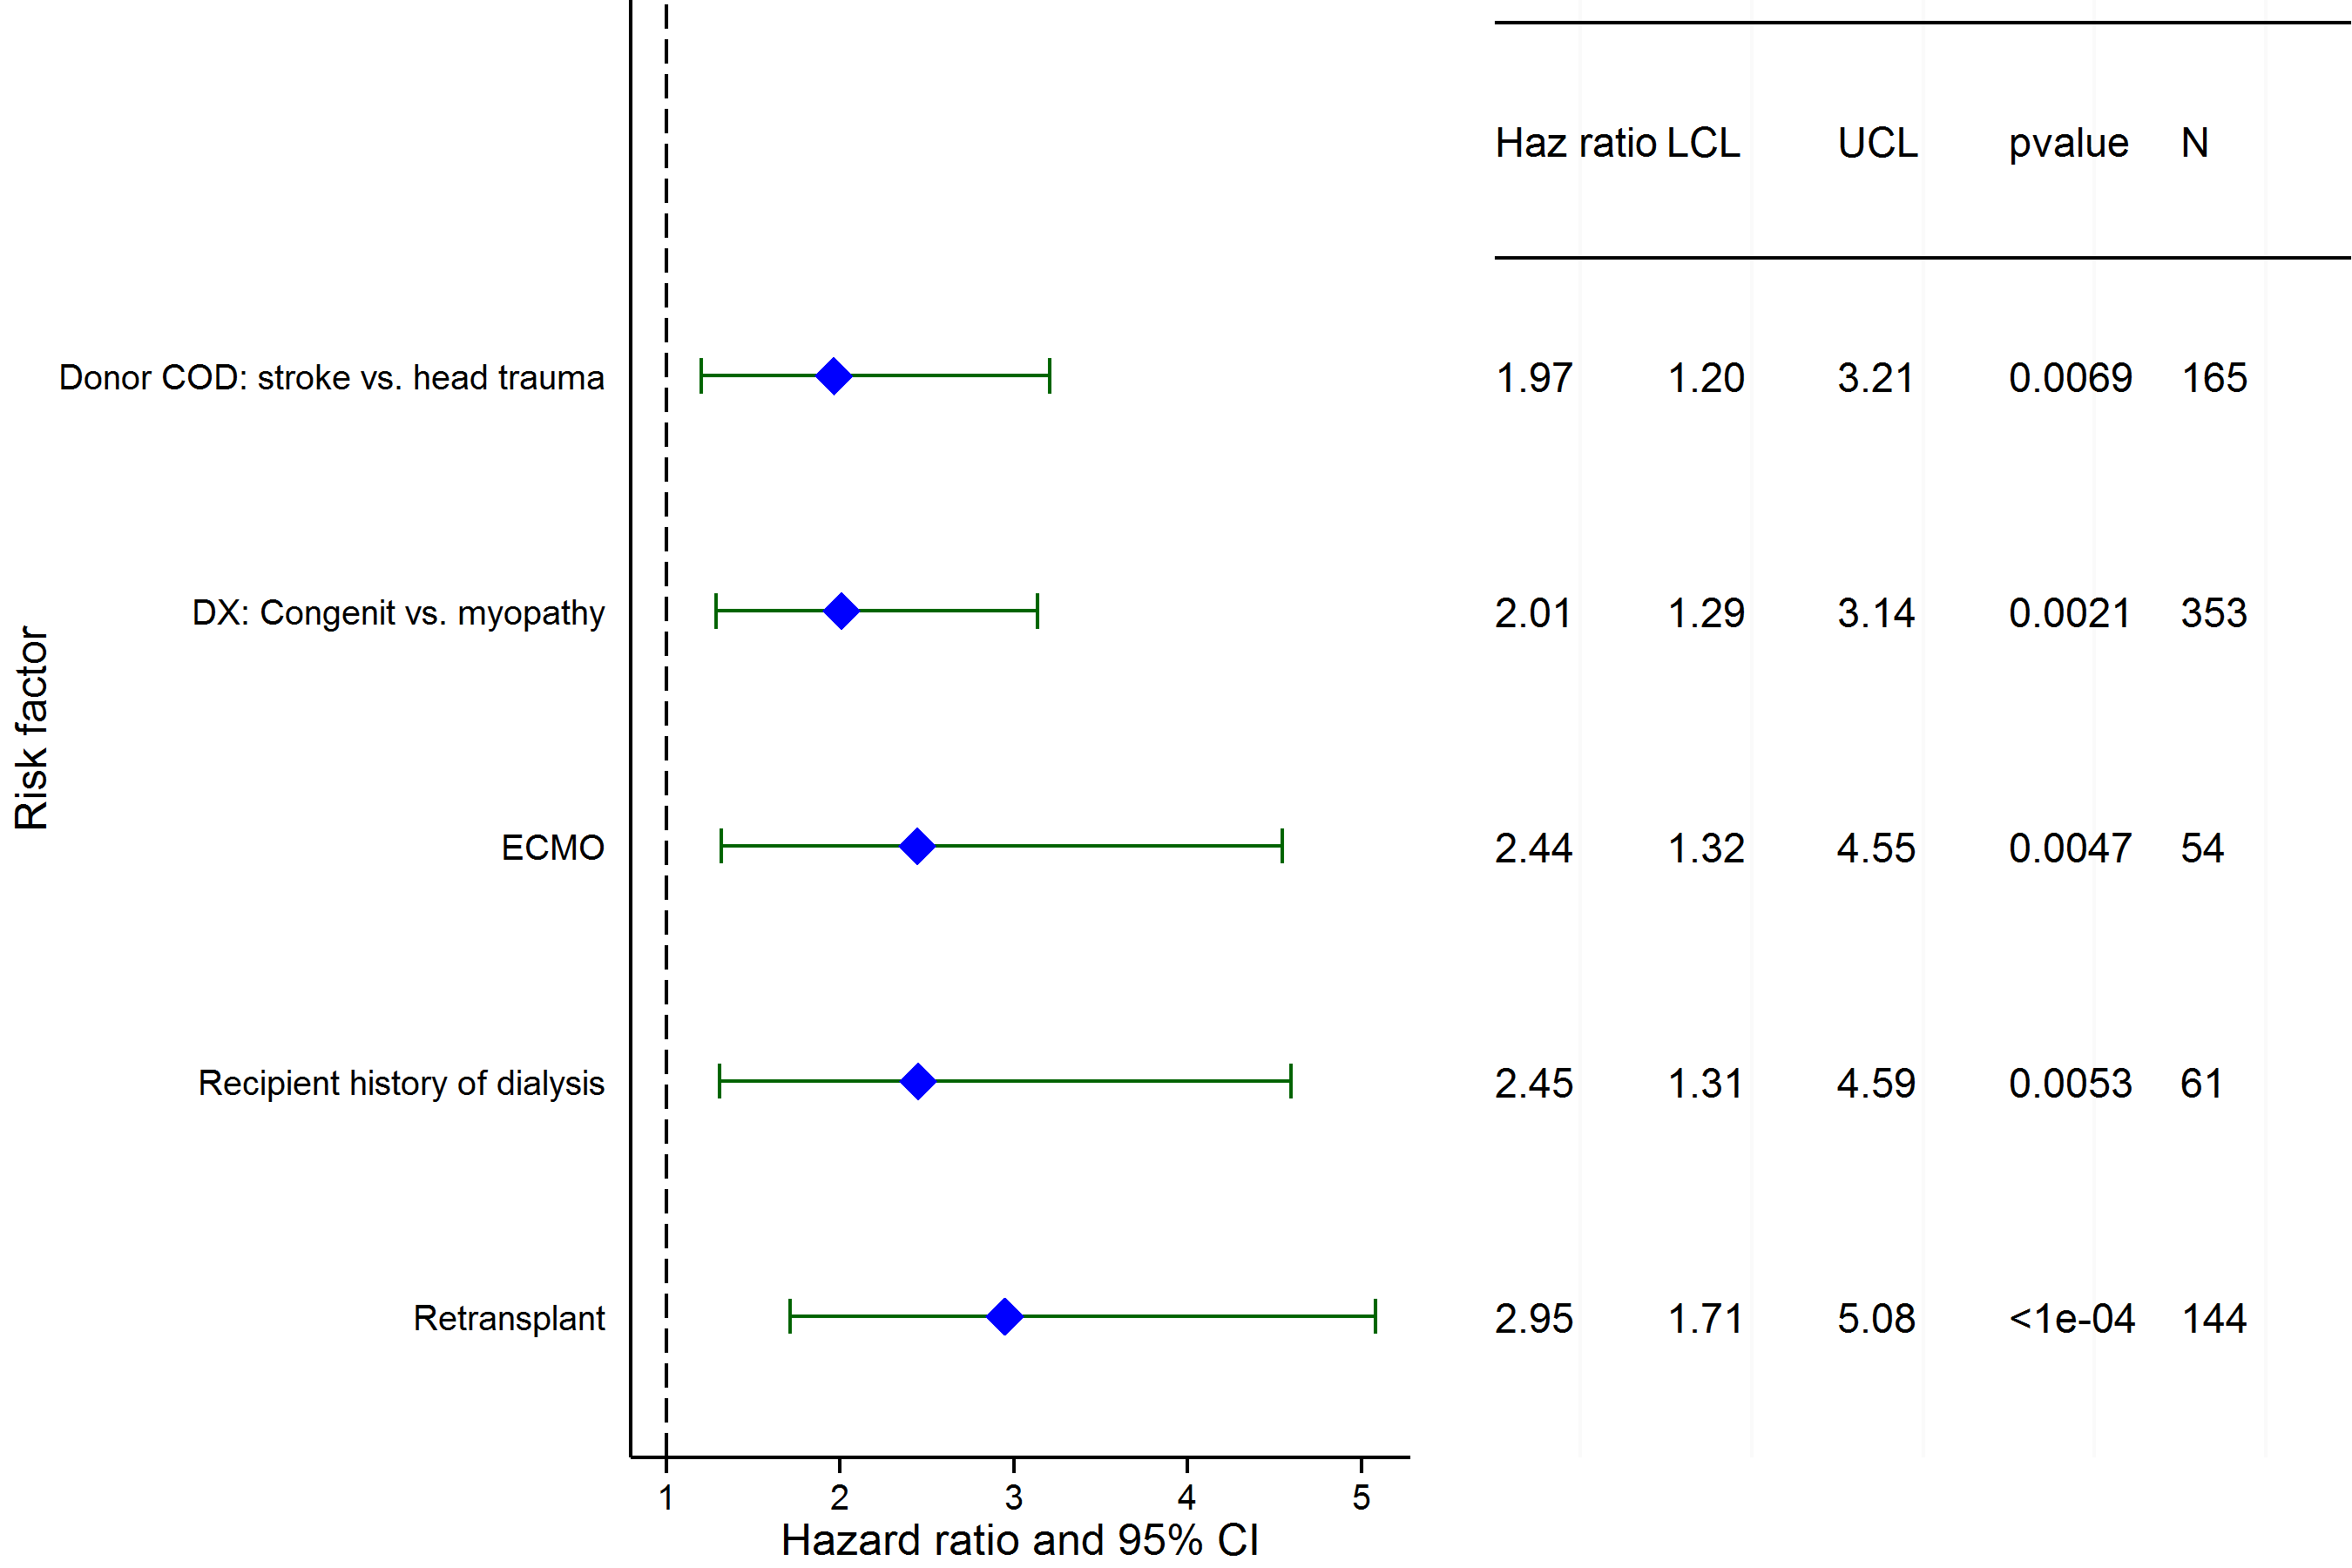 Haz ratio LCL UCL pvalue N
Donor COD: stroke vs. head trauma 1.97 1.20 3.21 0.0069 165
DX: Congenit vs. myopathy 2.01 1.29 3.14 0.0021 353
Risk factor
ECMO 2.44 1.32 4.55 0.0047 54
Recipient history of dialysis 2.45 1.31 4.59 0.0053 61
Retransplant 2.95 1.71 5.08 <1e-04 144
1 2 3 4 5
Hazard ratio and 95% CI